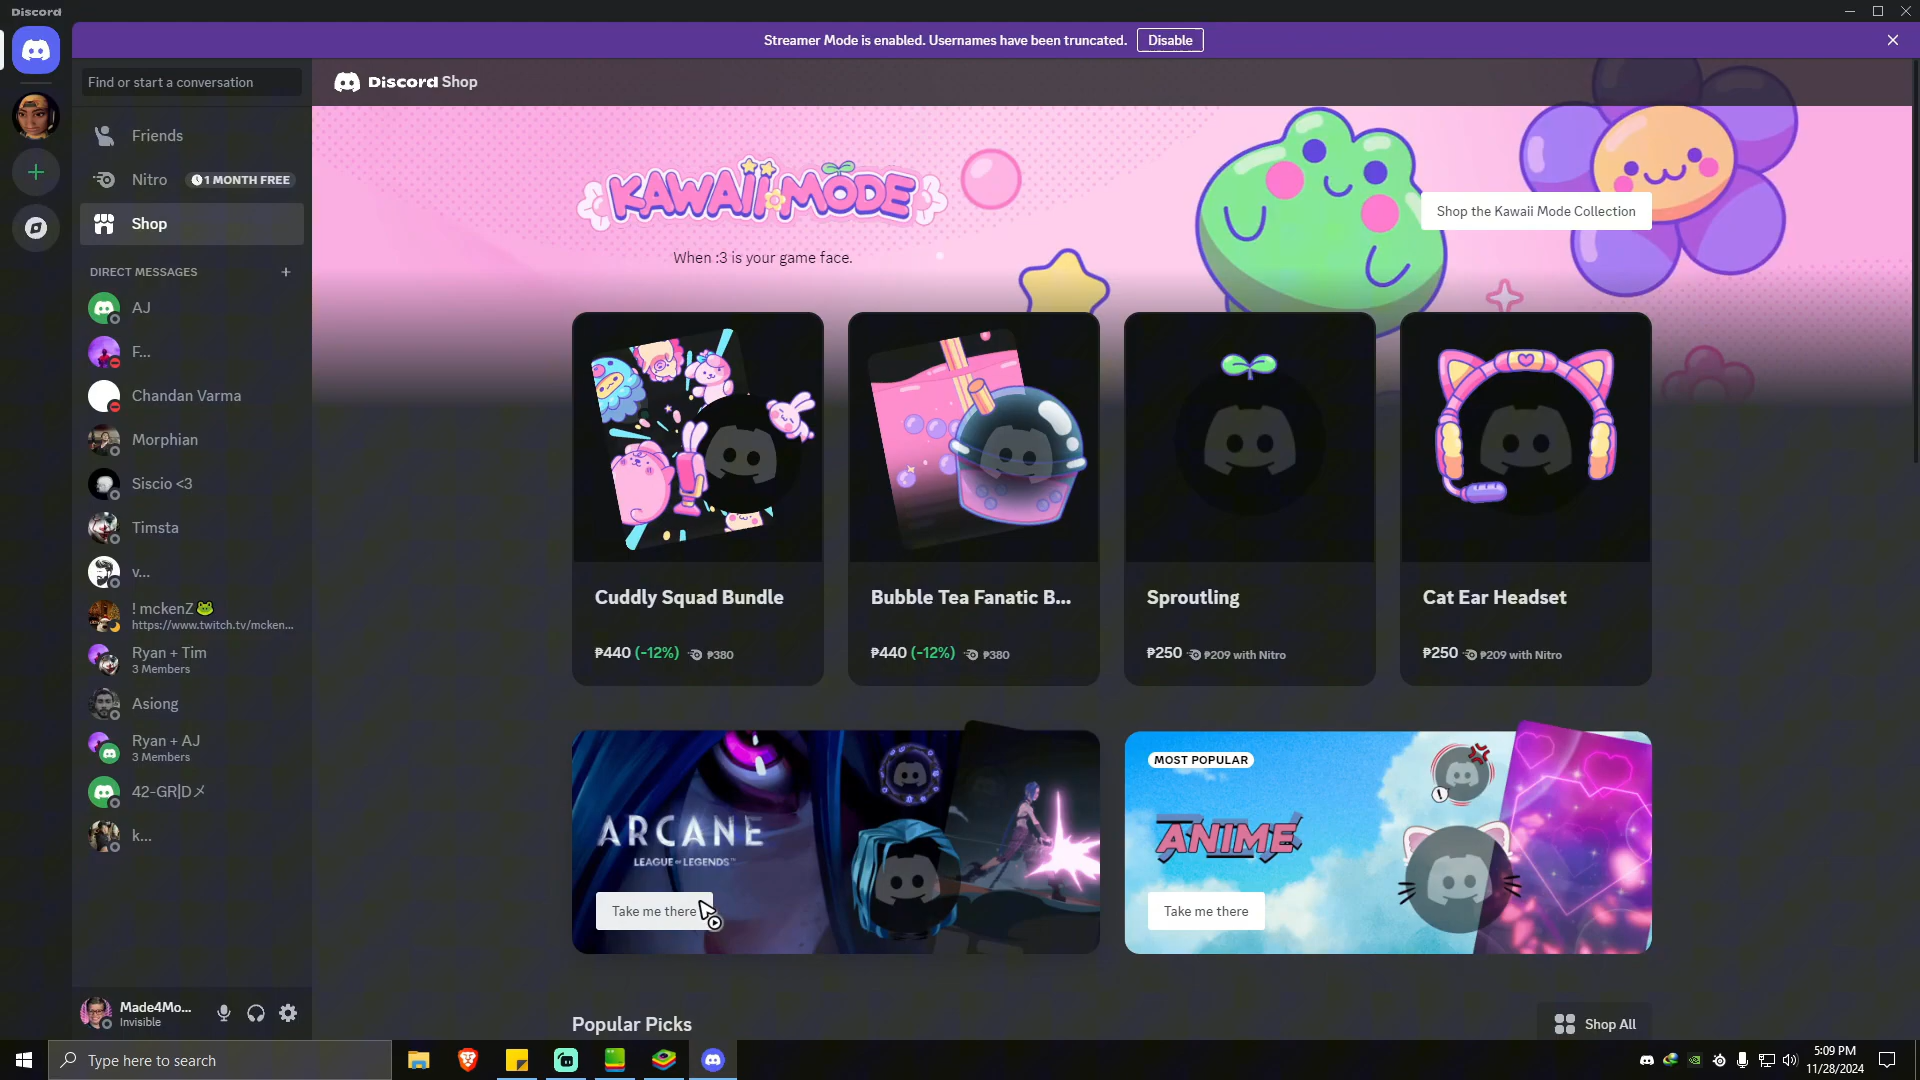 Discord
Streamer Mode is enabled. Usernames have been truncated. Disable
Find or start a conversation
Discord Shop
Friends
Nitro 1 MONTH FREE
Shop
DIRECT MESSAGES
AJ
F...
Chandan Varma
Morphian
Siscio <3
Timsta
v...
! mckenZ🐸
https://www.twitch.tv/mcken...
Ryan + Tim
3 Members
Asiong
Ryan + AJ
3 Members
42-GR|Dメ
k...
Made4Mo...
Invisible
KAWAII MODE
When :3 is your game face.
Shop the Kawaii Mode Collection
Cuddly Squad Bundle
₱440 (-12%) ₱380
Bubble Tea Fanatic B...
₱440 (-12%) ₱380
Sproutling
₱250 ₱209 with Nitro
Cat Ear Headset
₱250 ₱209 with Nitro
ARCANE
LEAGUE OF LEGENDS™
Take me there
MOST POPULAR
ANIME
Take me there
Popular Picks
Shop All
Type here to search
5:09 PM
11/28/2024